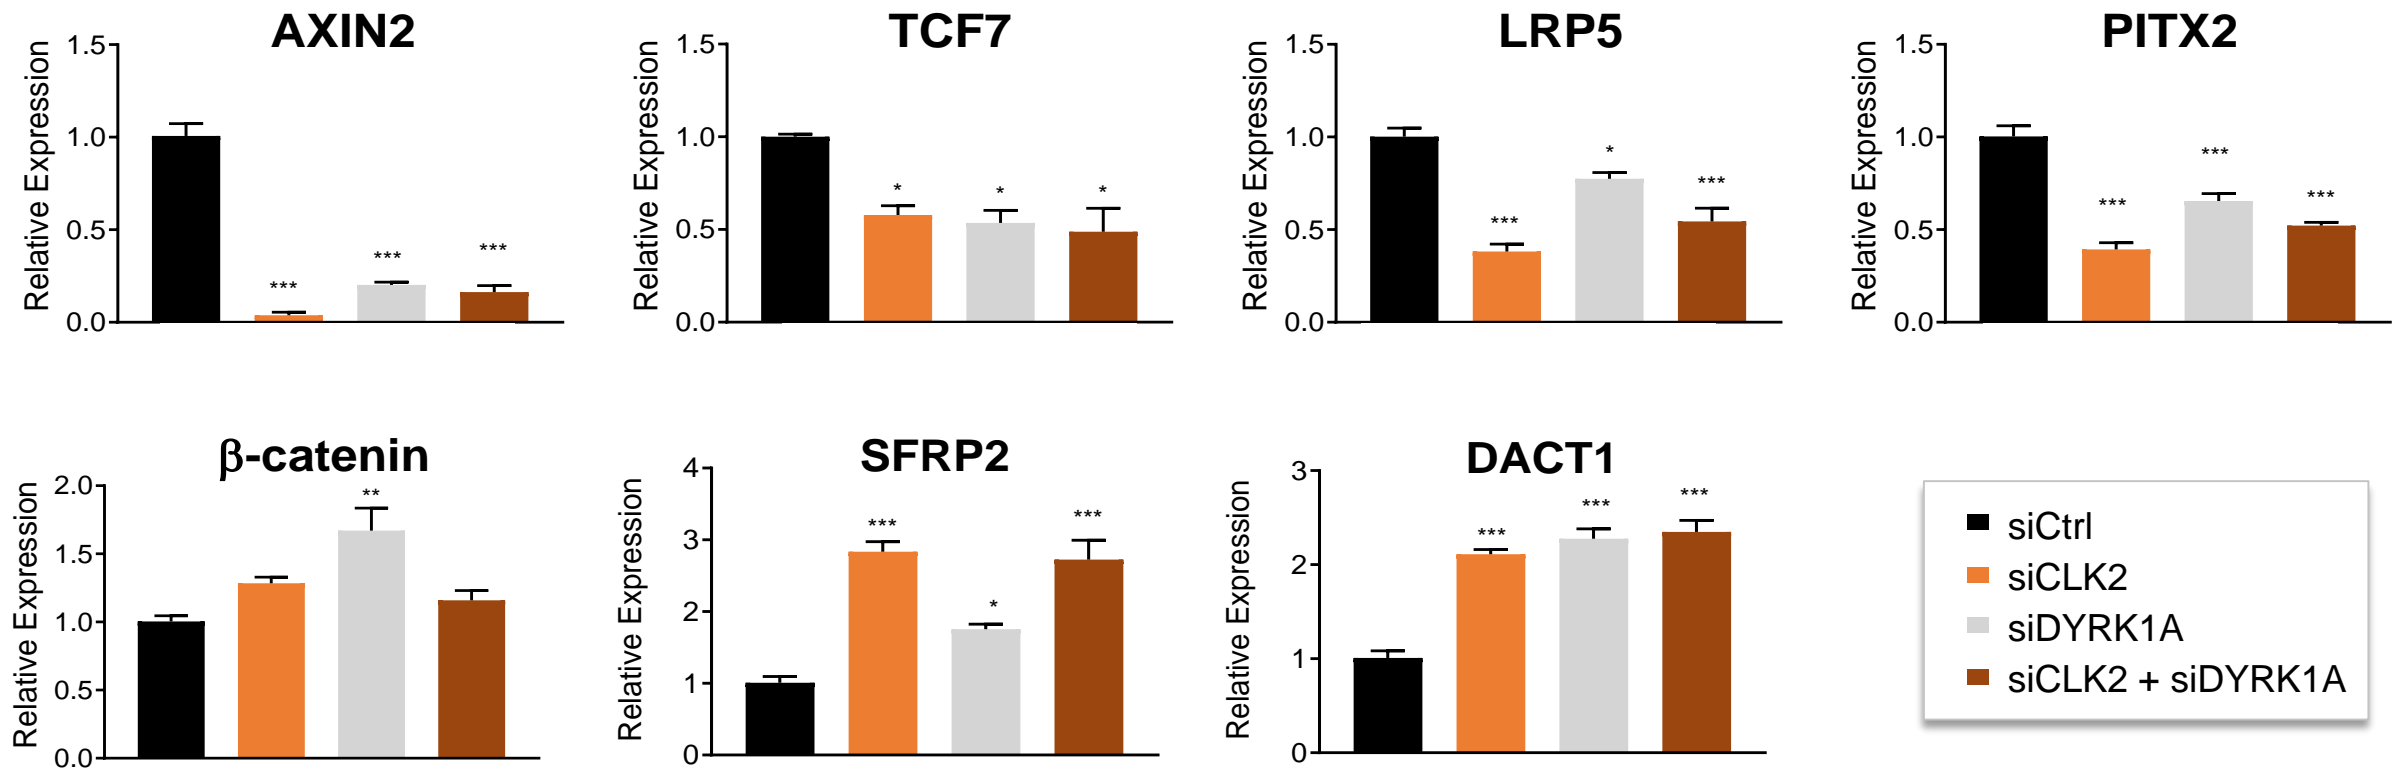 AXIN2
Relative Expression
1.5
1.0
0.5
0.0
***
***
***
TCF7
Relative Expression
1.5
1.0
0.5
0.0
*
*
*
LRP5
Relative Expression
1.5
1.0
0.5
0.0
***
*
***
PITX2
Relative Expression
1.5
1.0
0.5
0.0
***
***
***
β-catenin
Relative Expression
2.0
1.5
1.0
0.5
0.0
**
SFRP2
Relative Expression
4
3
2
1
0
***
*
***
DACT1
Relative Expression
3
2
1
0
***
***
***
siCtrl
siCLK2
siDYRK1A
siCLK2 + siDYRK1A